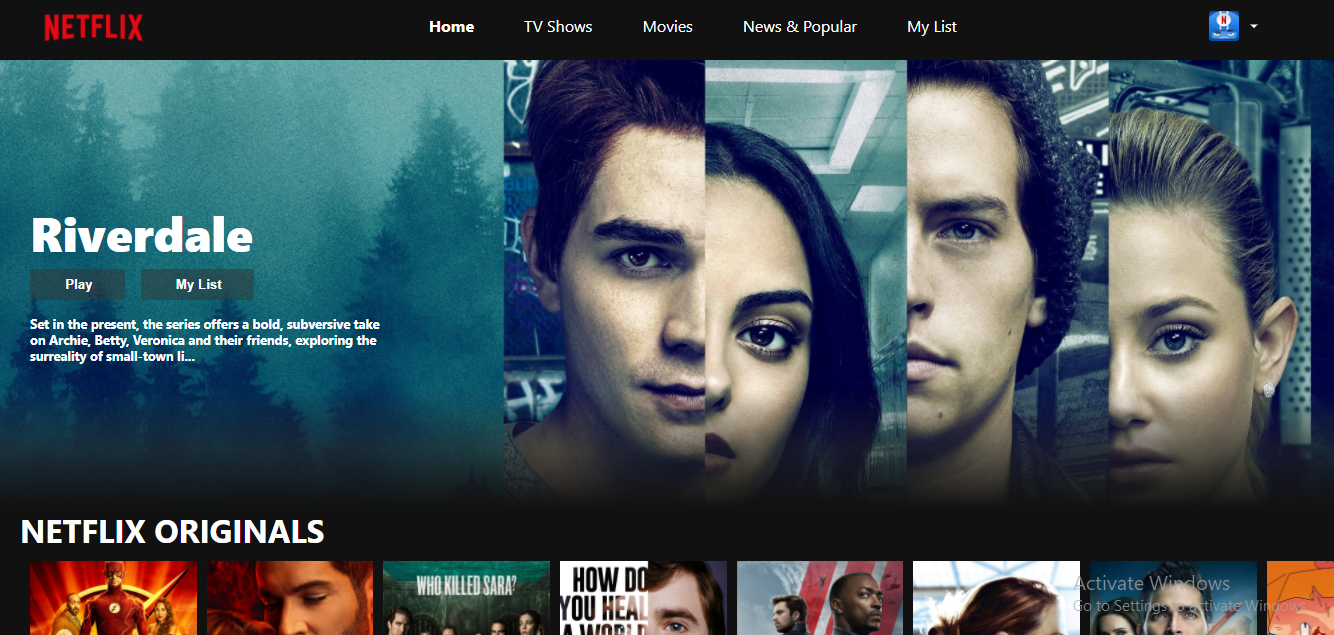 NETFLIX
Home
TV Shows
Movies
News & Popular
My List
N
Riverdale
Play
My List
Set in the present, the series offers a bold, subversive take
on Archie, Betty, Veronica and their friends, exploring the
surreality of small-town li...
NETFLIX ORIGINALS
WHO KILLED SARA?
HOW DO
YOU HEAL
A WORLD
Activate Windows
Go to Settings to activate Windows.